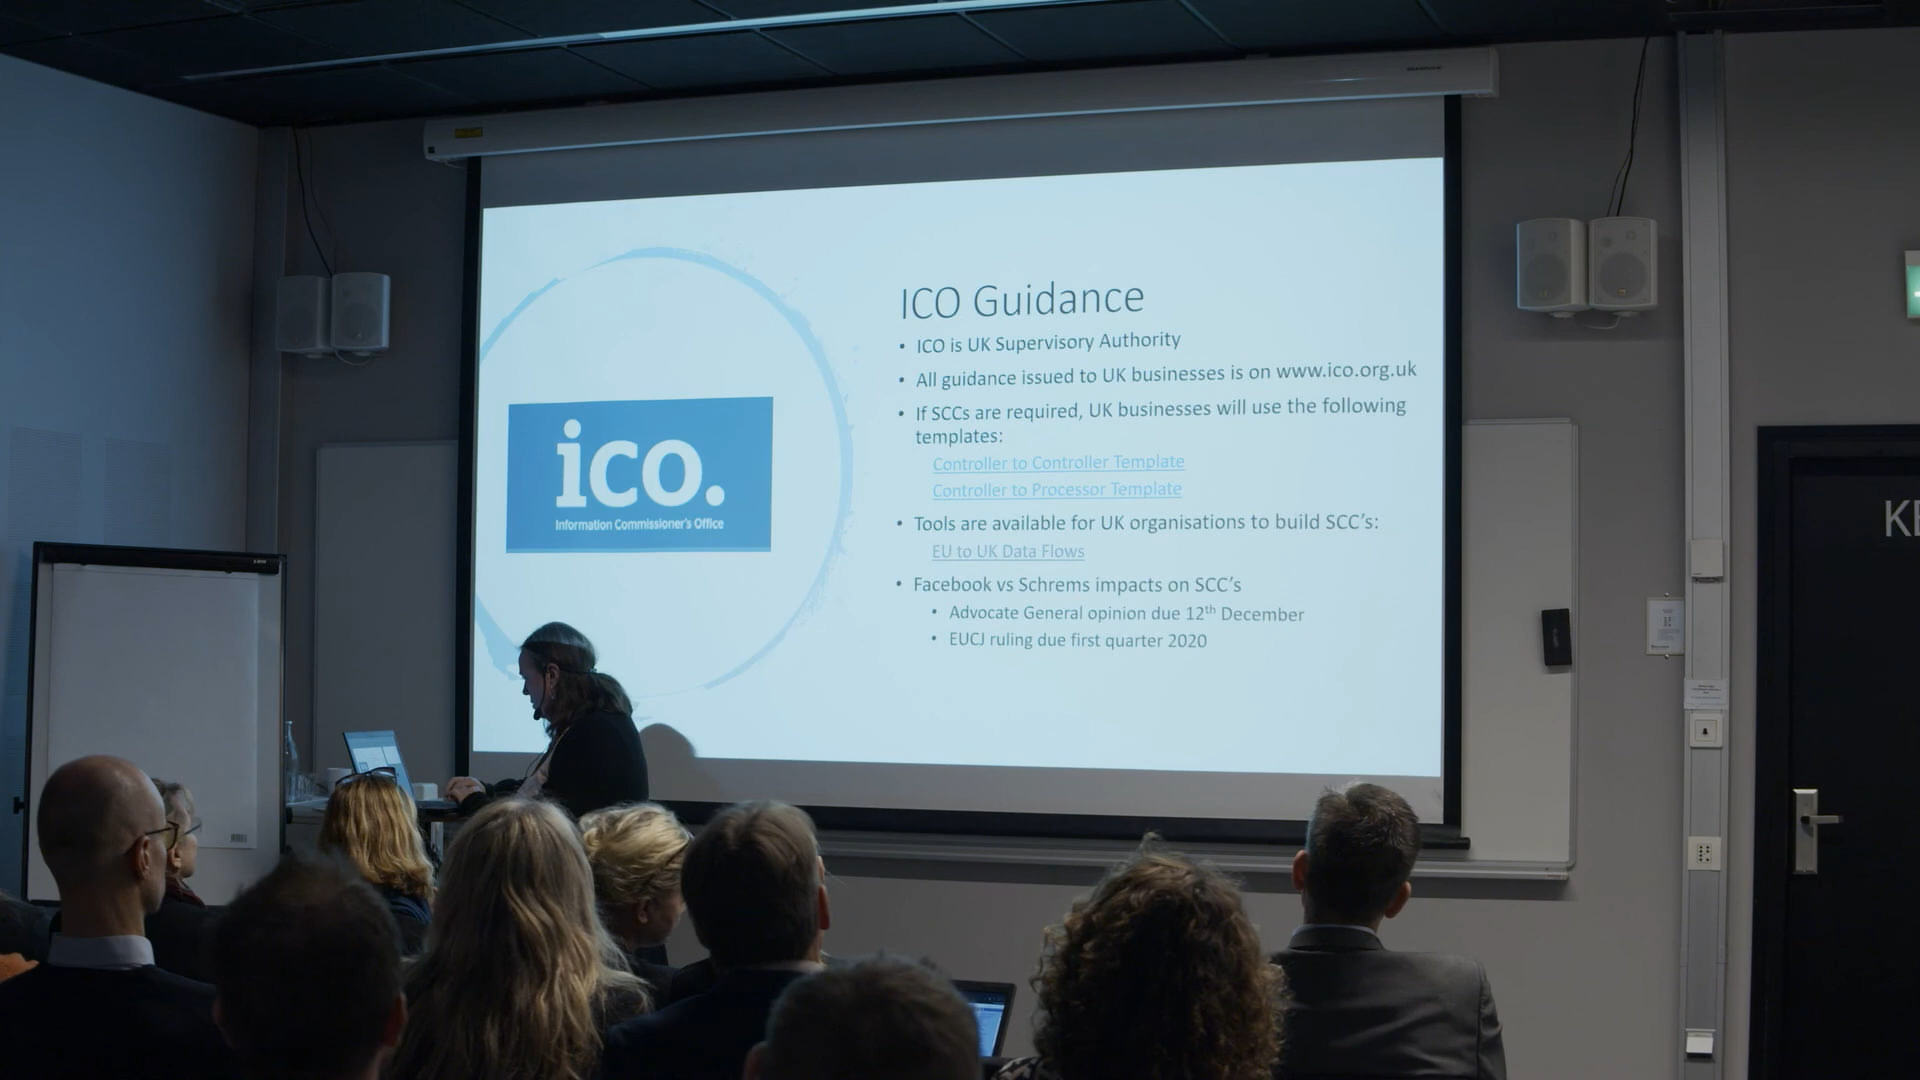 ICO Guidance
• ICO is UK Supervisory Authority
• All guidance issued to UK businesses is on www.ico.org.uk
• If SCCs are required, UK businesses will use the following
templates:
Controller to Controller Template
Controller to Processor Template
• Tools are available for UK organisations to build SCC's:
EU to UK Data Flows
• Facebook vs Schrems impacts on SCC's
• Advocate General opinion due 12th December
• EUCJ ruling due first quarter 2020
ico.
Information Commissioner's Office